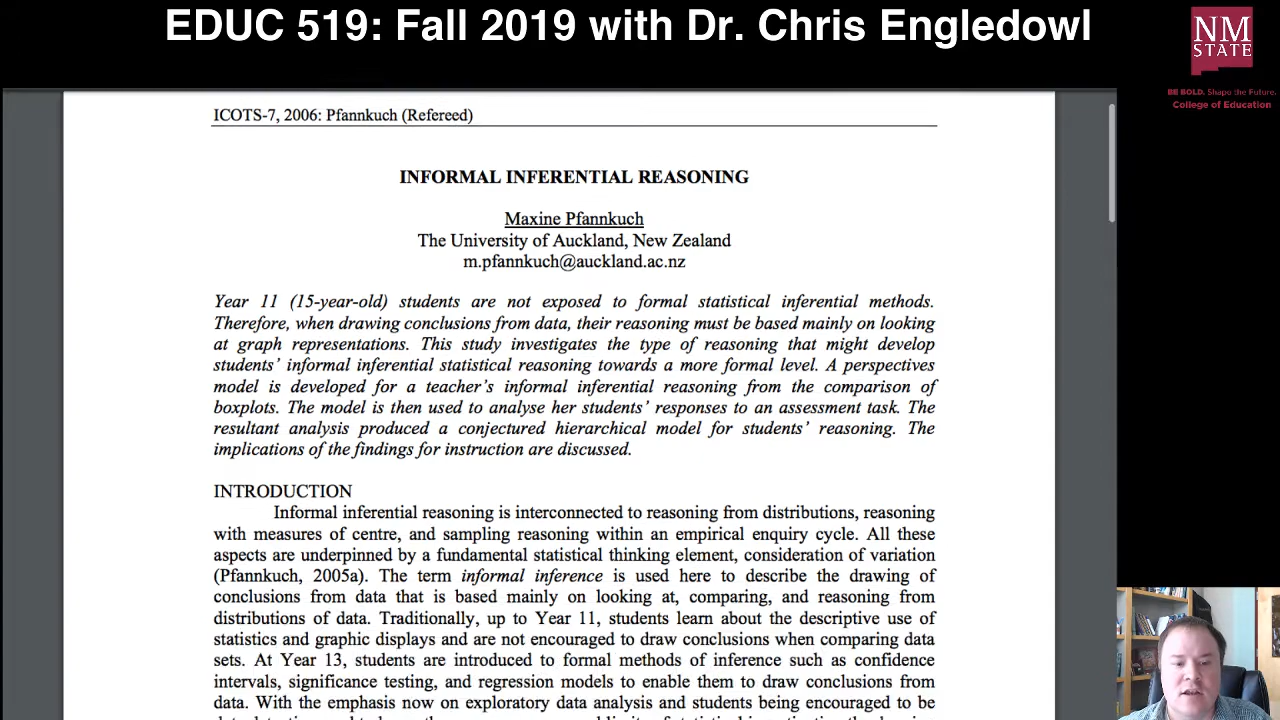 EDUC 519: Fall 2019 with Dr. Chris Engledowl
NM
STATE
BE BOLD. Shape the Future.
College of Education
ICOTS-7, 2006: Pfannkuch (Refereed)
INFORMAL INFERENTIAL REASONING
Maxine Pfannkuch
The University of Auckland, New Zealand
m.pfannkuch@auckland.ac.nz
Year 11 (15-year-old) students are not exposed to formal statistical inferential methods.
Therefore, when drawing conclusions from data, their reasoning must be based mainly on looking
at graph representations. This study investigates the type of reasoning that might develop
students' informal inferential statistical reasoning towards a more formal level. A perspectives
model is developed for a teacher's informal inferential reasoning from the comparison of
boxplots. The model is then used to analyse her students' responses to an assessment task. The
resultant analysis produced a conjectured hierarchical model for students' reasoning. The
implications of the findings for instruction are discussed.
INTRODUCTION
Informal inferential reasoning is interconnected to reasoning from distributions, reasoning
with measures of centre, and sampling reasoning within an empirical enquiry cycle. All these
aspects are underpinned by a fundamental statistical thinking element, consideration of variation
(Pfannkuch, 2005a). The term informal inference is used here to describe the drawing of
conclusions from data that is based mainly on looking at, comparing, and reasoning from
distributions of data. Traditionally, up to Year 11, students learn about the descriptive use of
statistics and graphic displays and are not encouraged to draw conclusions when comparing data
sets. At Year 13, students are introduced to formal methods of inference such as confidence
intervals, significance testing, and regression models to enable them to draw conclusions from
data. With the emphasis now on exploratory data analysis and students being encouraged to be